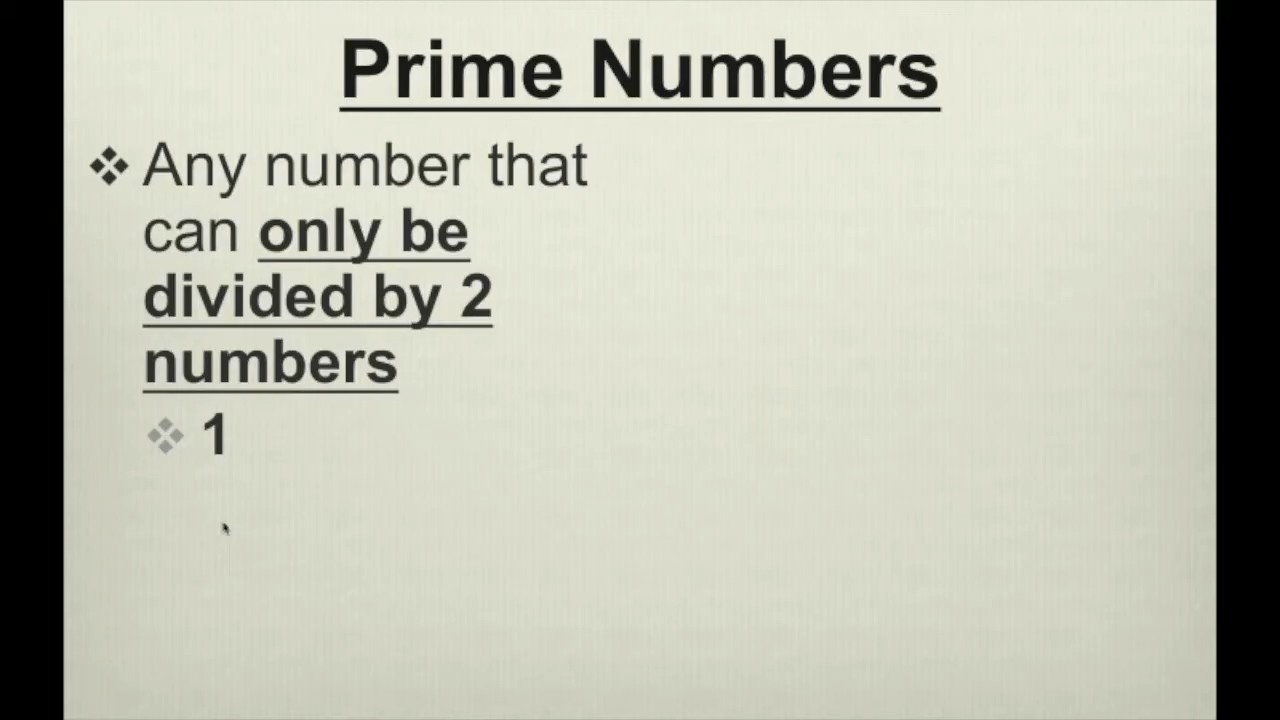 Prime Numbers
❖ Any number that
can only be
divided by 2
numbers
❖ 1